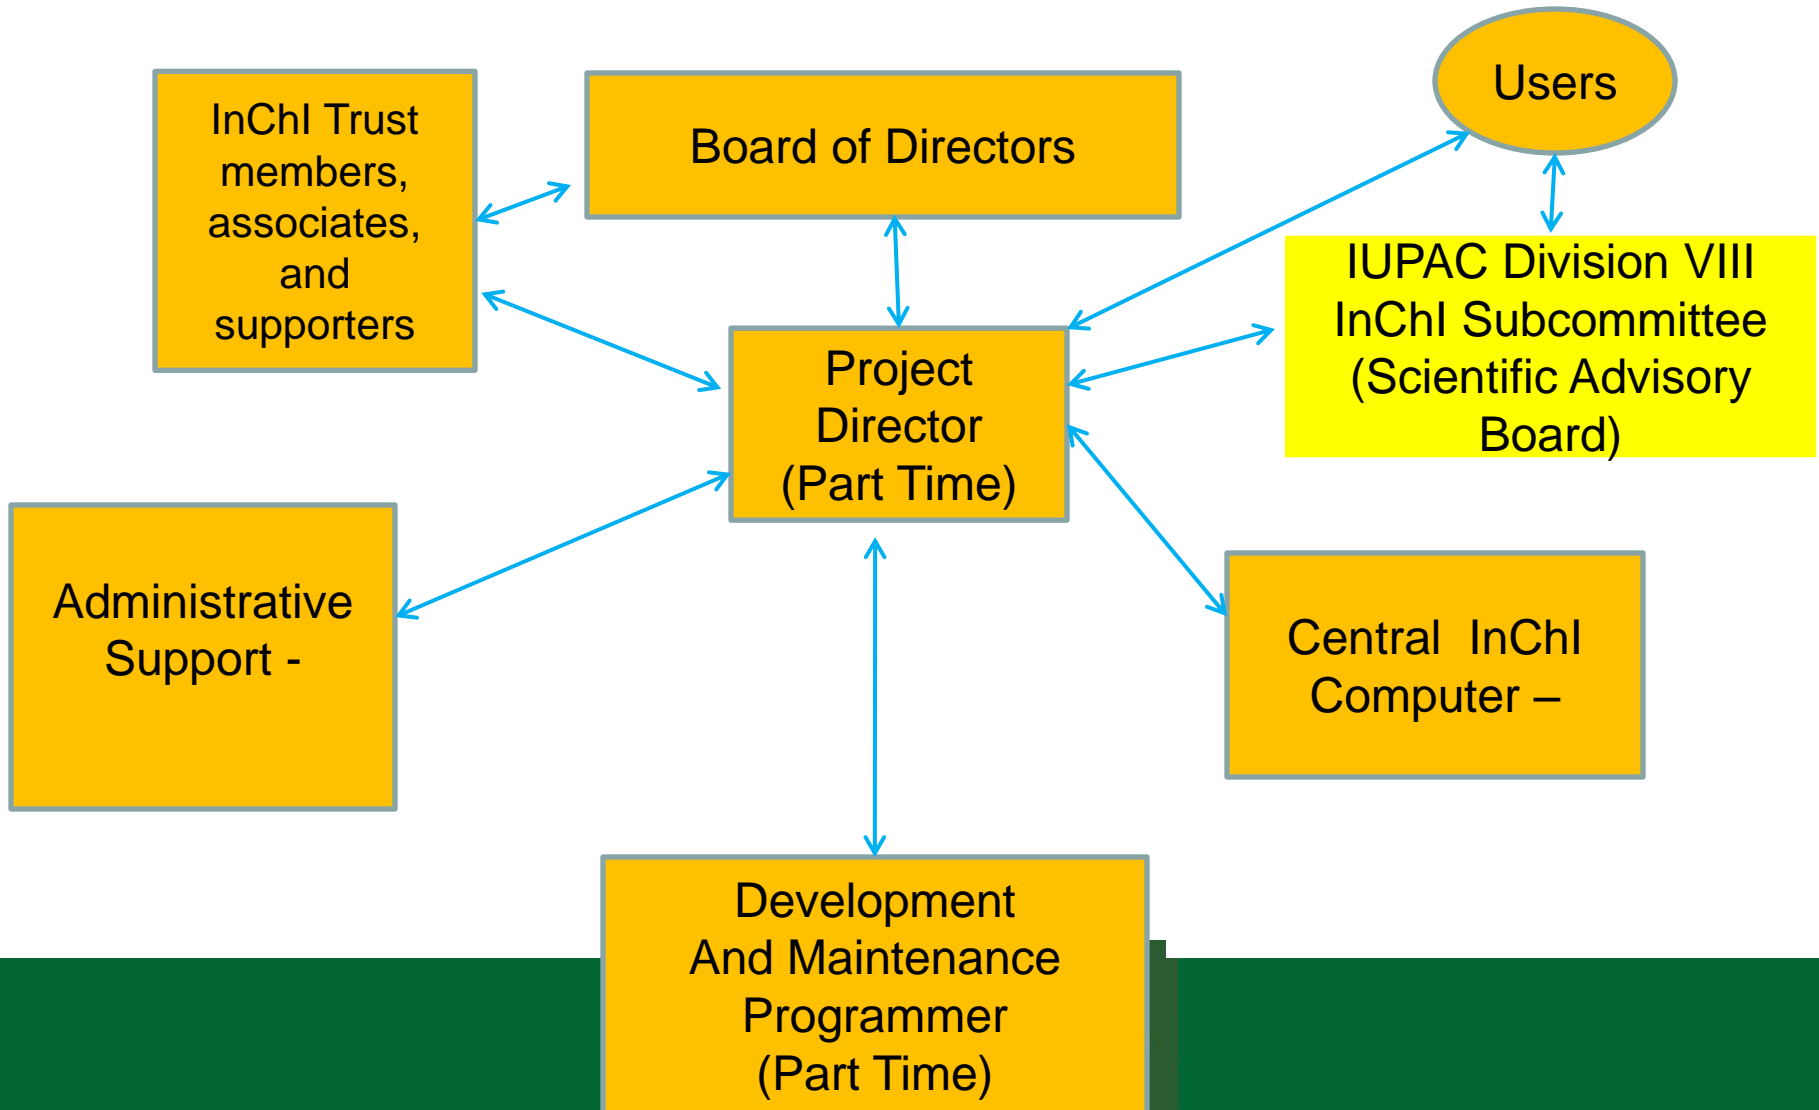 InChI Trust
members,
associates,
and
supporters
Board of Directors
Users
IUPAC Division VIII
InChI Subcommittee
(Scientific Advisory
Board)
Project
Director
(Part Time)
Administrative
Support -
Central  InChI
Computer –
Development
And Maintenance
Programmer
(Part Time)